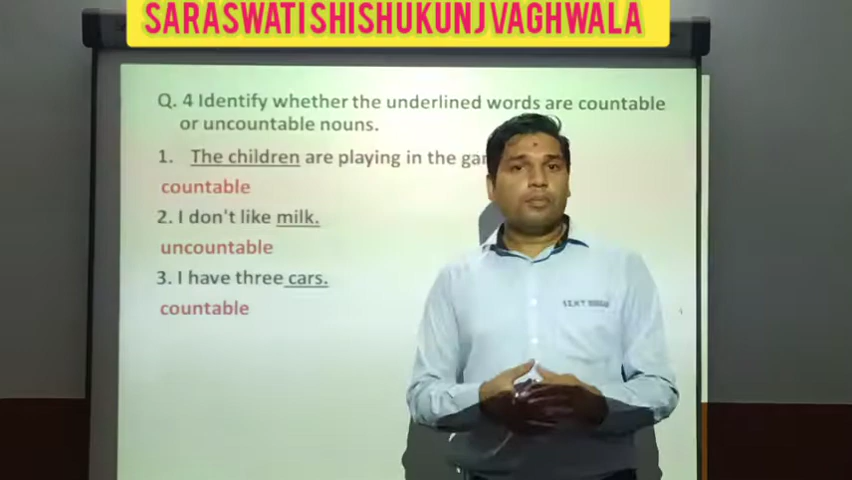 SARASWATI SHISHUKUNJ VAGHWALA
Q. 4 Identify whether the underlined words are countable
or uncountable nouns.
1. The children are playing in the
countable
2. I don't like milk.
uncountable
3. I have three cars.
countable